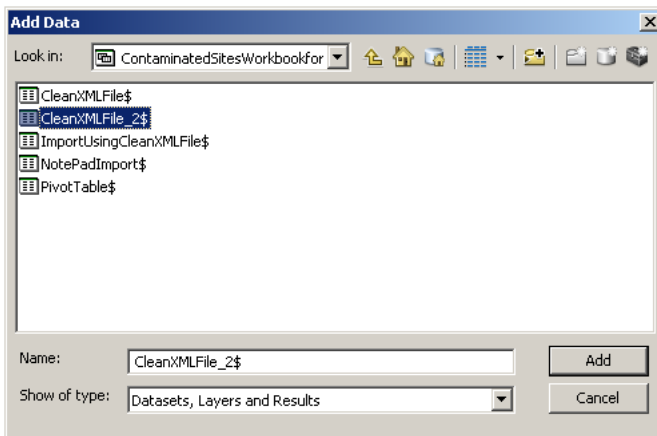 Add Data
Look in: ContaminatedSitesWorkbookfor
CleanXMLFile$
CleanXMLFile_2$
ImportUsingCleanXMLFile$
NotePadImport$
PivotTable$
Name: CleanXMLFile_2$ Add
Show of type: Datasets, Layers and Results Cancel